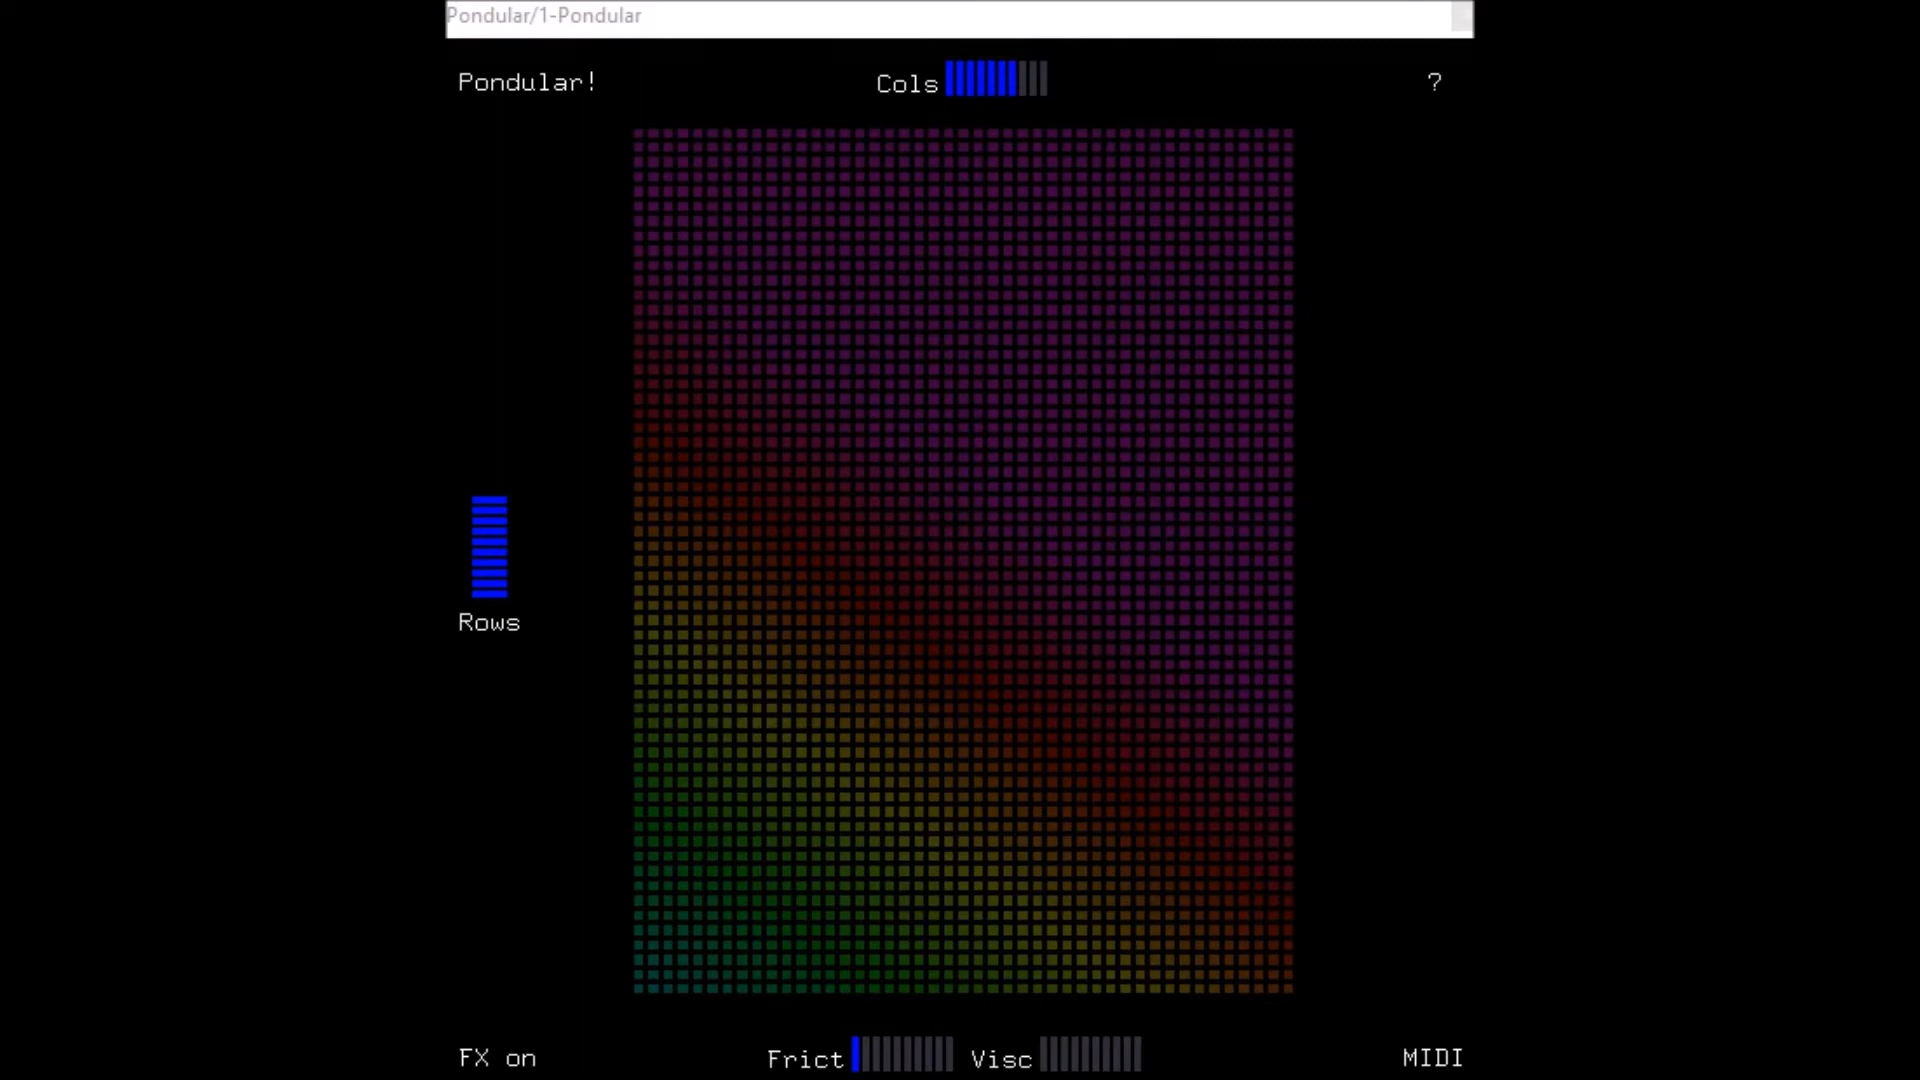 Pondular/1-Pondular
Pondular!
Cols
?
Rows
FX on
Frict
Visc
MIDI